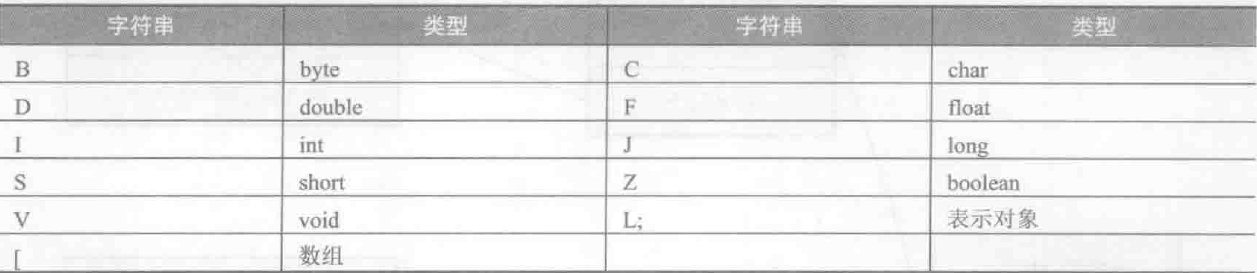 字符串 类型 字符串 类型
B byte C char
D double F float
I int J long
S short Z boolean
V void L; 表示对象
[ 数组